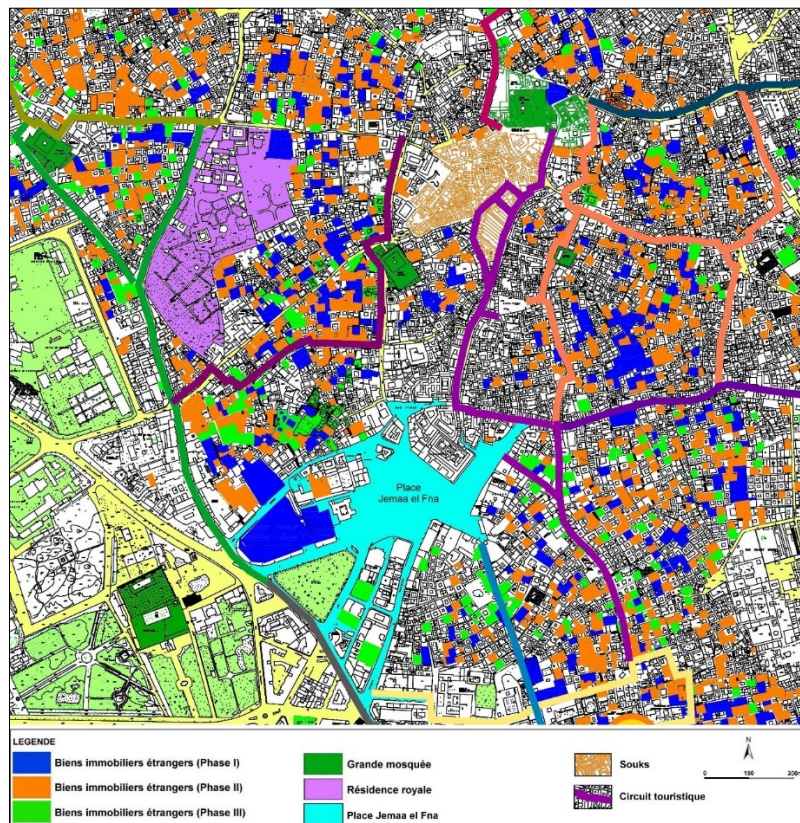 Place
Jemaa el Fna
LEGENDE
Biens immobiliers étrangers (Phase I)
Biens immobiliers étrangers (Phase II)
Biens immobiliers étrangers (Phase III)
Grande mosquée
Résidence royale
Place Jemaa el Fna
Souks
Circuit touristique
N
0